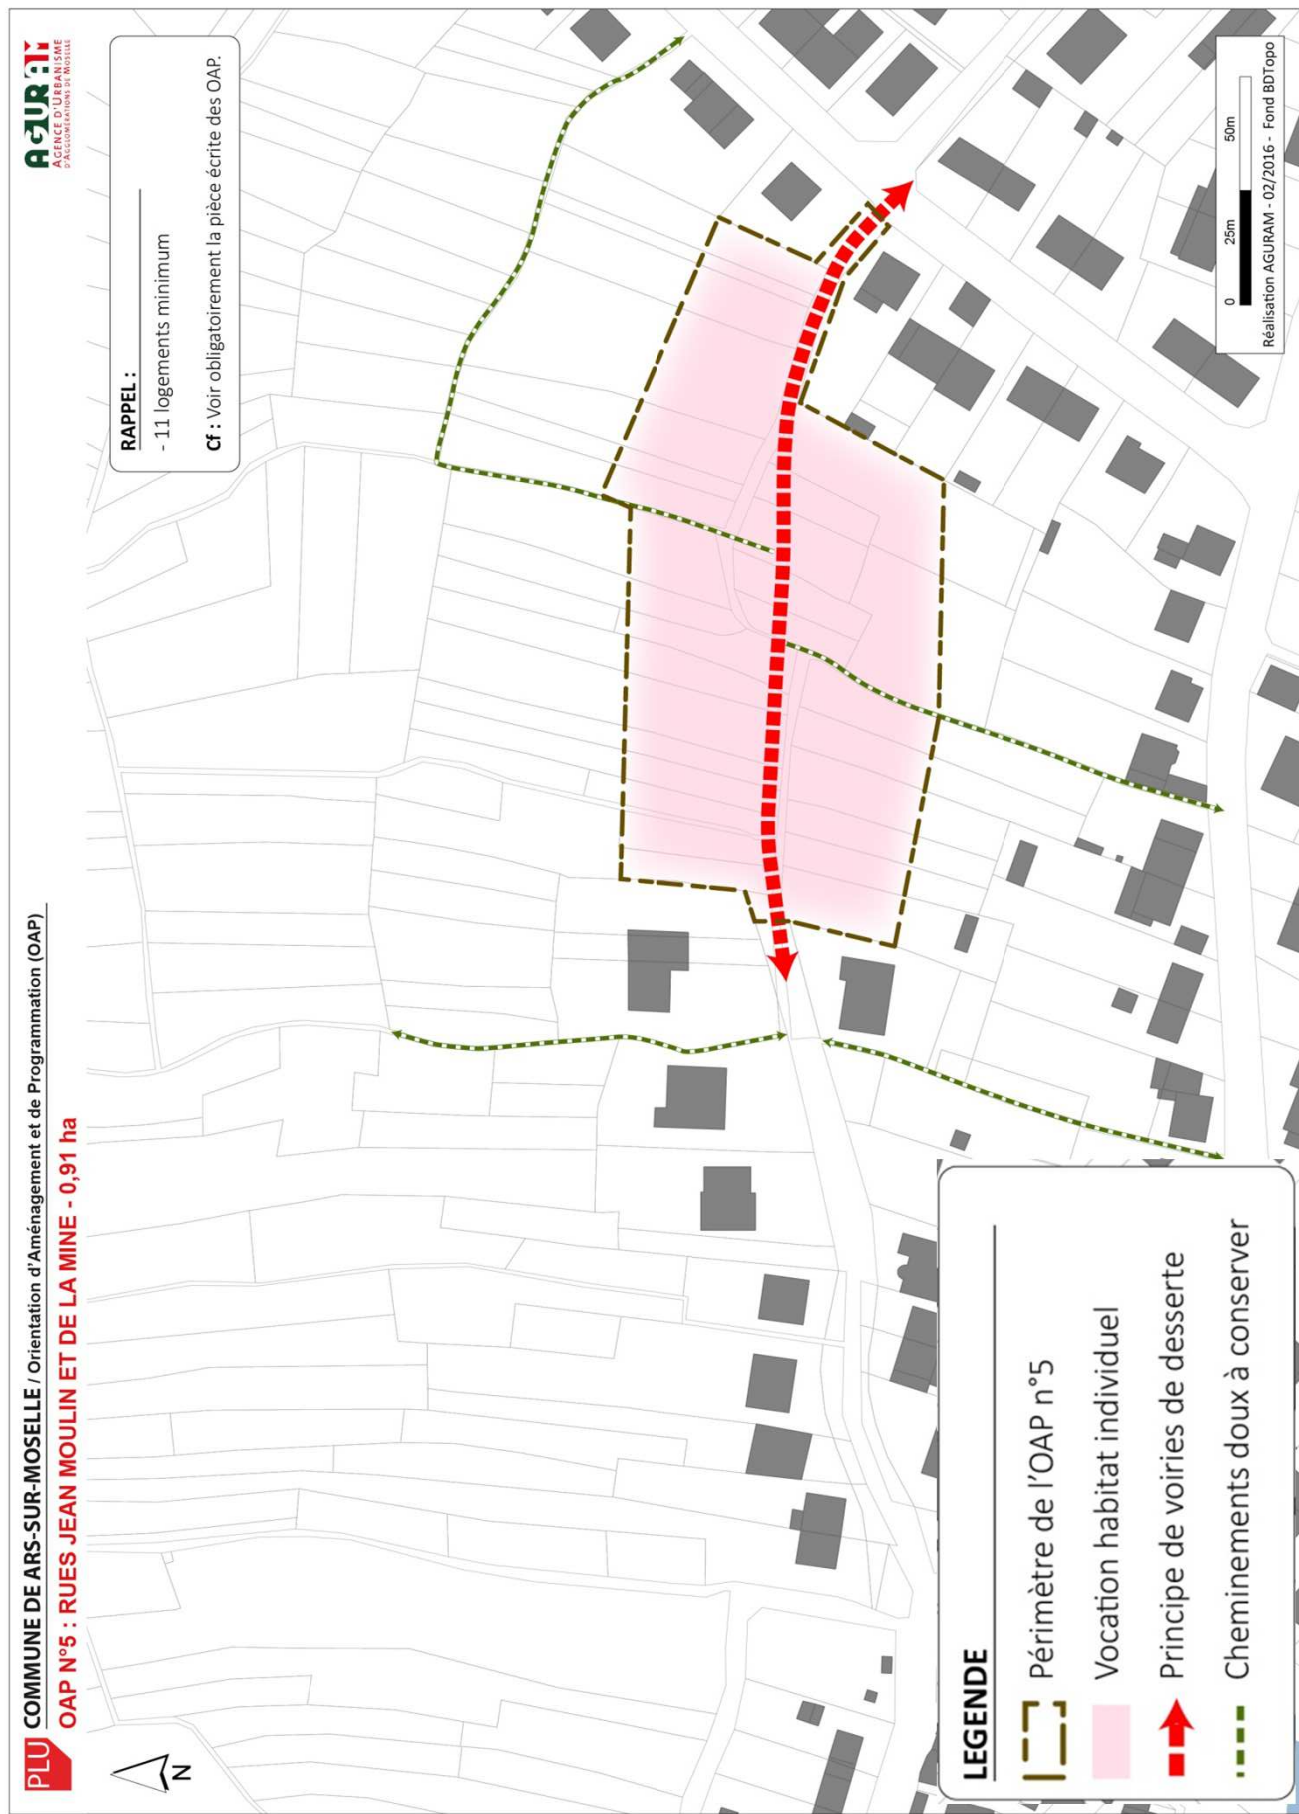 PLU
COMMUNE DE ARS-SUR-MOSELLE / Orientation d'Aménagement et de Programmation (OAP)
OAP N°5 : RUES JEAN MOULIN ET DE LA MINE - 0,91 ha
AGURAM
AGENCE D'URBANISME
D'AGGLOMÉRATIONS DE MOSELLE
N
RAPPEL :
- 11 logements minimum
Cf : Voir obligatoirement la pièce écrite des OAP.
LEGENDE
Périmètre de l'OAP n°5
Vocation habitat individuel
Principe de voiries de desserte
Cheminements doux à conserver
0 25m 50m
Réalisation AGURAM - 02/2016 - Fond BDTopo